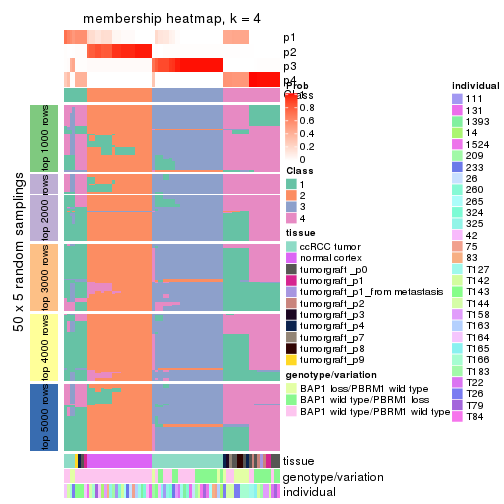 membership heatmap, k = 4
p1
p2
p3
p4
Class
50 x 5 random samplings
top 1000 rows
top 2000 rows
top 3000 rows
top 4000 rows
top 5000 rows
tissue
genotype/variation
individual
Prob
1
0.8
0.6
0.4
0.2
0
Class
1
2
3
4
tissue
ccRCC tumor
normal cortex
tumorgraft _p0
tumorgraft_p1
tumorgraft_p1_from metastasis
tumorgraft_p2
tumorgraft_p3
tumorgraft_p4
tumorgraft_p7
tumorgraft_p8
tumorgraft_p9
genotype/variation
BAP1 loss/PBRM1 wild type
BAP1 wild type/PBRM1 loss
BAP1 wild type/PBRM1 wild type
individual
111
131
1393
14
1524
209
233
26
260
265
324
325
42
75
83
T127
T142
T143
T144
T158
T163
T164
T165
T166
T183
T22
T26
T79
T84